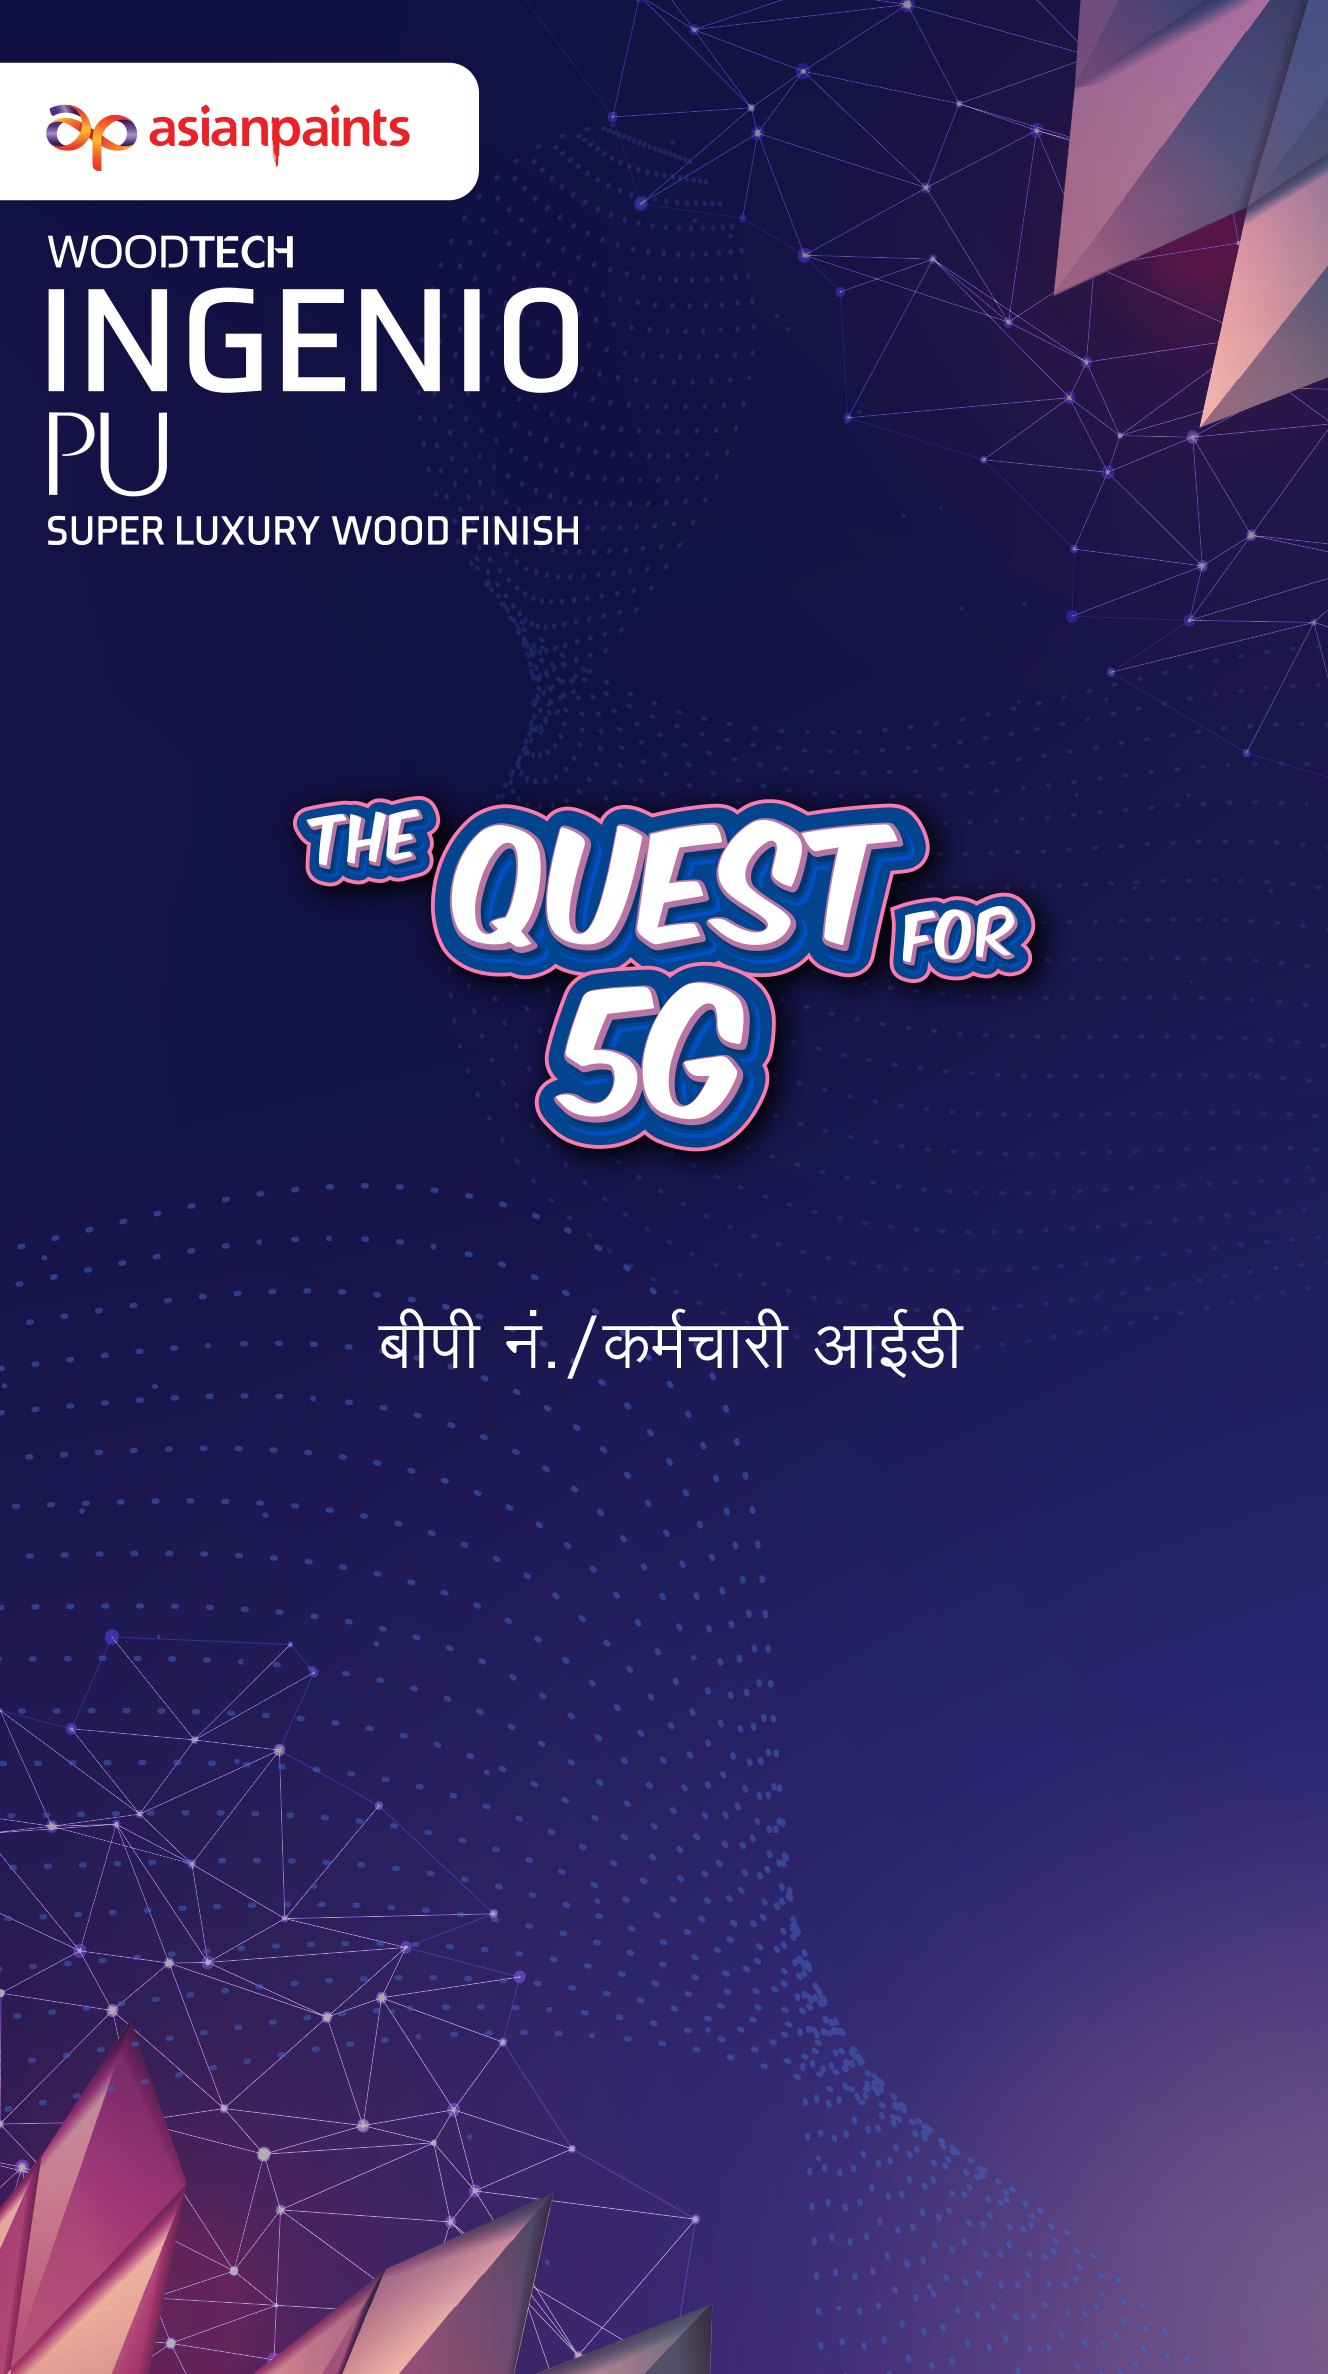 asianpaints
WOODTECH
INGENIO
PU
SUPER LUXURY WOOD FINISH
THE QUEST FOR
5G
बीपी नं./कर्मचारी आईडी